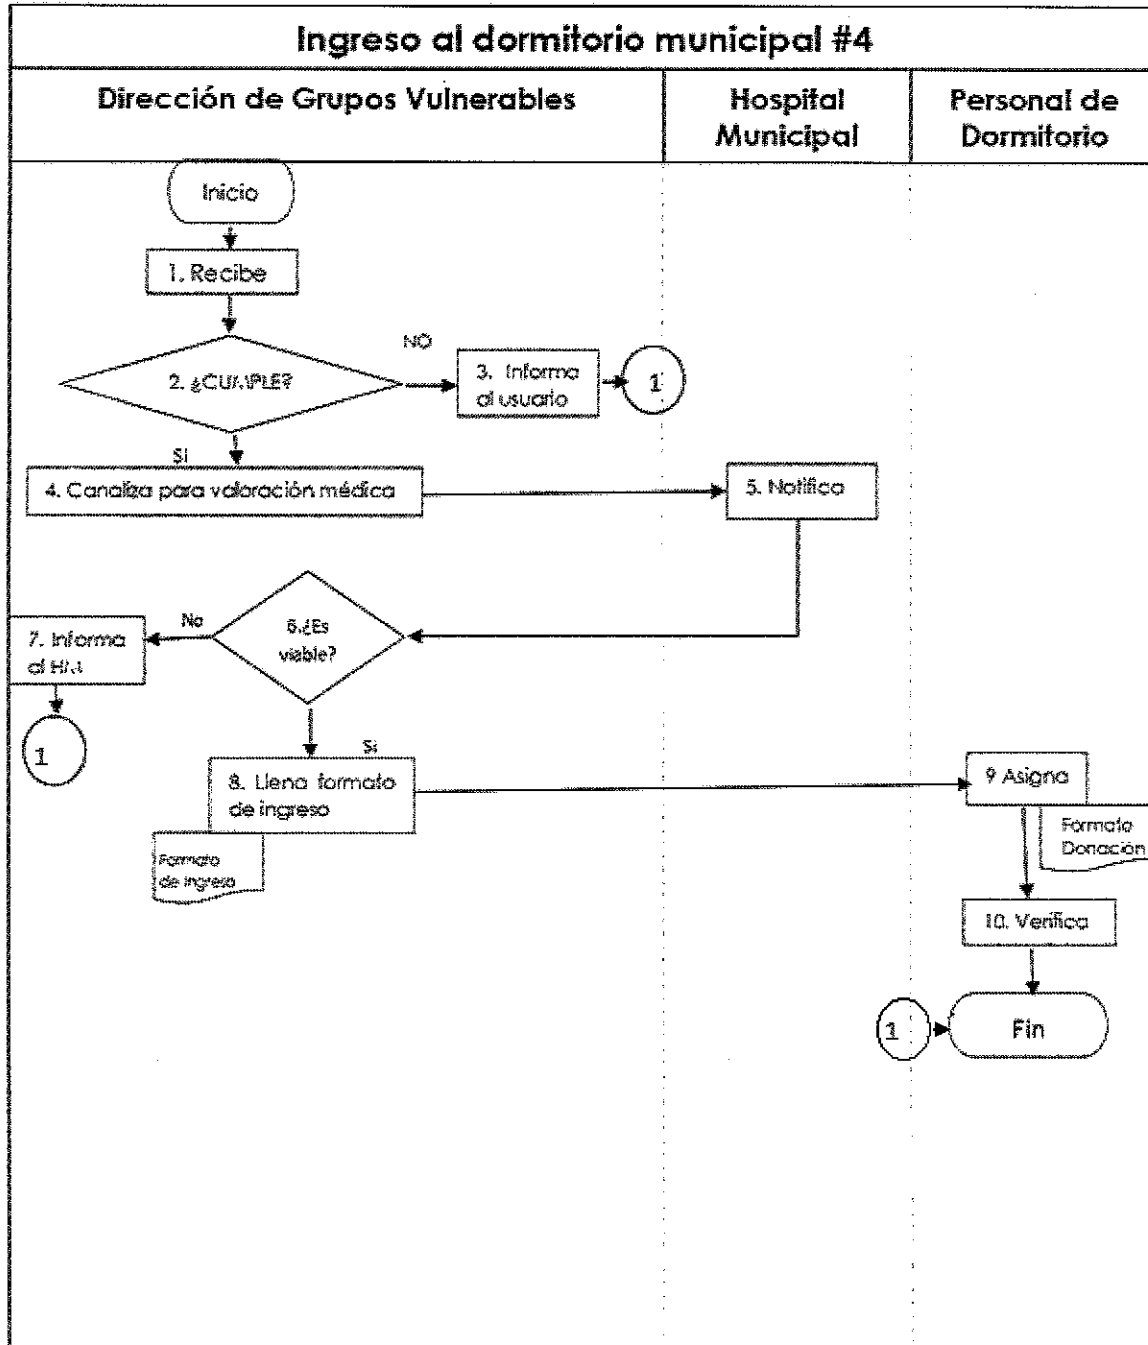 Ingreso al dormitorio municipal #4
Dirección de Grupos Vulnerables
Hospital
Municipal
Personal de
Dormitorio
Inicio
1. Recibe
2. ¿CUMPLE?
NO
3. Informa
al usuario
1
Si
4. Canaliza para valoración médica
5. Notifica
6.¿Es
viable?
No
7. Informa
al HM
1
Si
8. Llena formato
de ingreso
Formato
de ingreso
9 Asigna
Formato
Donación
10. Verifica
1
Fin